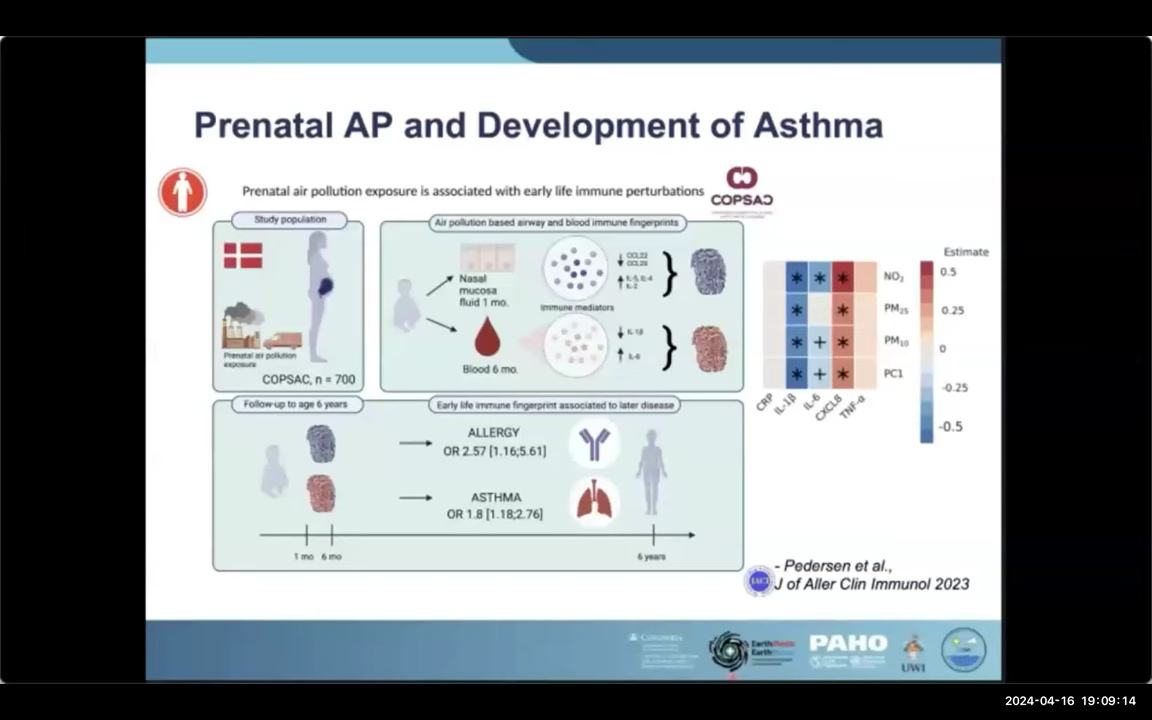 Prenatal AP and Development of Asthma
Prenatal air pollution exposure is associated with early life immune perturbations
COPSAC
Study population
Prenatal air pollution
exposure
COPSAC, n = 700
Air pollution based airway and blood immune fingerprints
Nasal
mucosa
fluid 1 mo.
Immune mediators
CCL22
IL-5, IL-4
IL-2
Blood 6 mo.
IL-1β
Follow-up to age 6 years
Early life immune fingerprint associated to later disease
ALLERGY
OR 2.57 [1.16;5.61]
ASTHMA
OR 1.8 [1.18;2.76]
1 mo 6 mo
6 years
Estimate
NO2
PM25
PM10
PC1
CRP
IL-1β
IL-6
CXCL8
TNF-α
0.5
0.25
0
-0.25
-0.5
- Pedersen et al.,
J of Aller Clin Immunol 2023
COLUMBIA
PAHO
UWI
2024-04-16 19:09:14